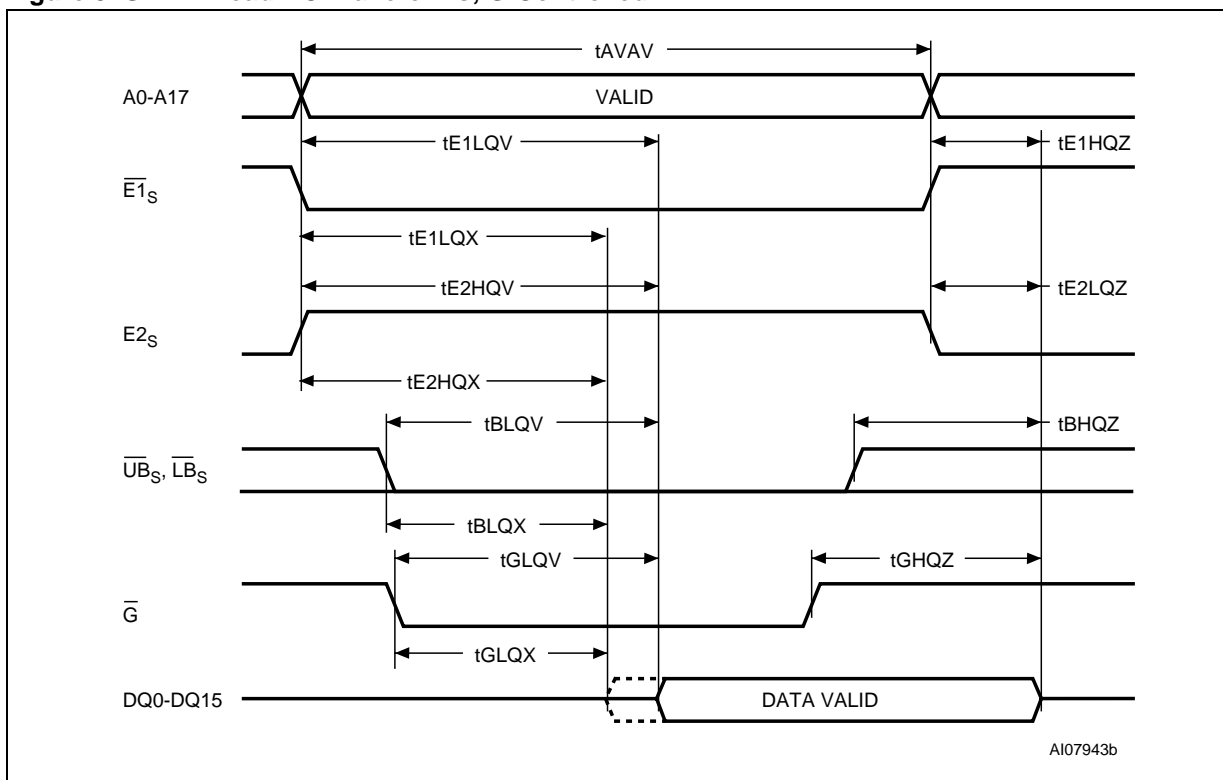 tAVAV
A0-A17
VALID
tE1LQV
tE1HQZ
E1S
tE1LQX
tE2HQV
tE2LQZ
E2S
tE2HQX
tBLQV
tBHQZ
UBS, LBS
tBLQX
tGLQV
tGHQZ
G
tGLQX
DQ0-DQ15
DATA VALID
AI07943b